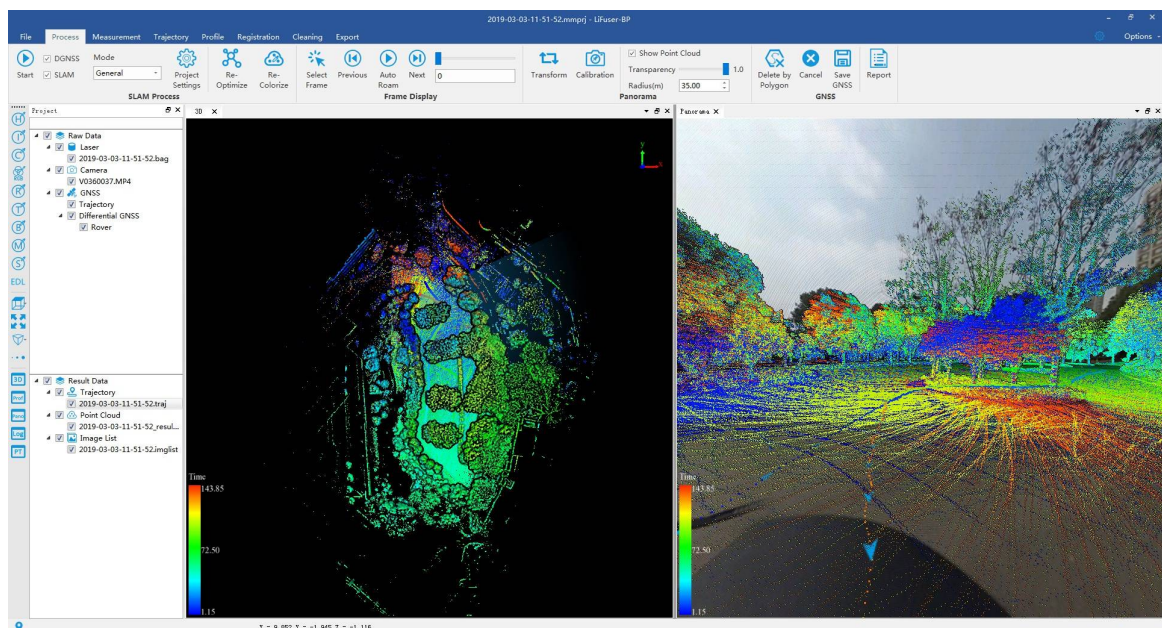 2019-03-03-11-51-52.mmprj - LiFuser-BP
File Process Measurement Trajectory Profile Registration Cleaning Export Options
Start
DGNSS
SLAM
Mode
General
Project Settings
SLAM Process
Re-Optimize
Re-Colorize
Select Frame
Previous
Auto Roam
Next
0
Frame Display
Transform
Calibration
Show Point Cloud
Transparency 1.0
Radius(m) 35.00
Panorama
Delete by Polygon
Cancel
Save GNSS
GNSS
Report
Project
3D
Panorama
Raw Data
Laser
2019-03-03-11-51-52.bag
Camera
V0360037.MP4
GNSS
Trajectory
Differential GNSS
Rover
EDL
3D
Prof
Pano
Log
PT
Result Data
Trajectory
2019-03-03-11-51-52.traj
Point Cloud
2019-03-03-11-51-52_resul...
Image List
2019-03-03-11-51-52.imglist
y
x
Time
143.85
72.50
1.15
Time
143.85
72.50
1.15